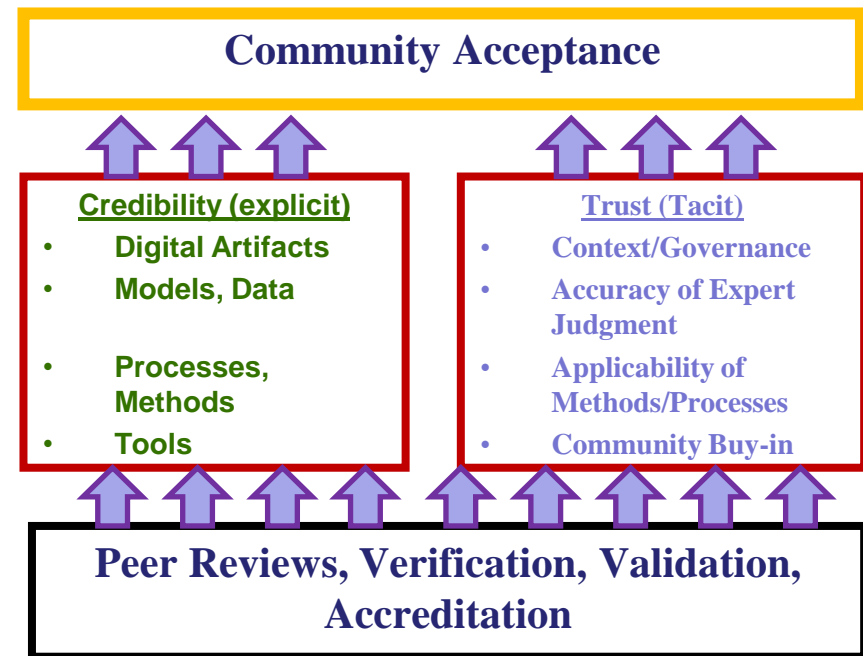 Community Acceptance
Credibility (explicit)
• Digital Artifacts
• Models, Data
• Processes,
Methods
• Tools
Trust (Tacit)
• Context/Governance
• Accuracy of Expert
Judgment
• Applicability of
Methods/Processes
• Community Buy-in
Peer Reviews, Verification, Validation,
Accreditation